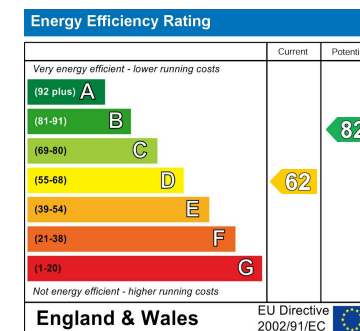 Energy Efficiency Rating
Current Potenti
Very energy efficient - lower running costs
(92 plus) A
(81-91) B
82
(69-80) C
(55-68) D
62
(39-54) E
(21-38) F
(1-20) G
Not energy efficient - higher running costs
England & Wales
EU Directive
2002/91/EC